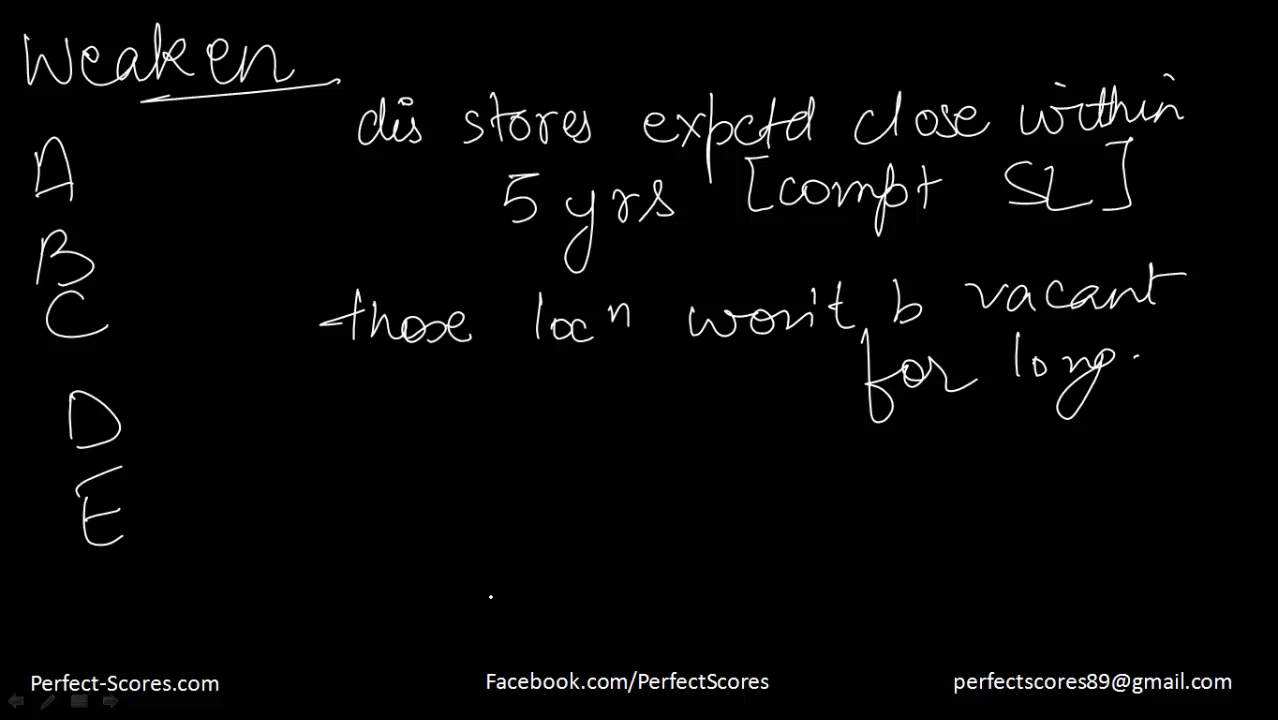 Weaken
dis stores expctd close within
5 yrs [compt SL]
those locn won't b vacant
for long.
A
B
C
D
E
Perfect-Scores.com
Facebook.com/PerfectScores
perfectscores89@gmail.com